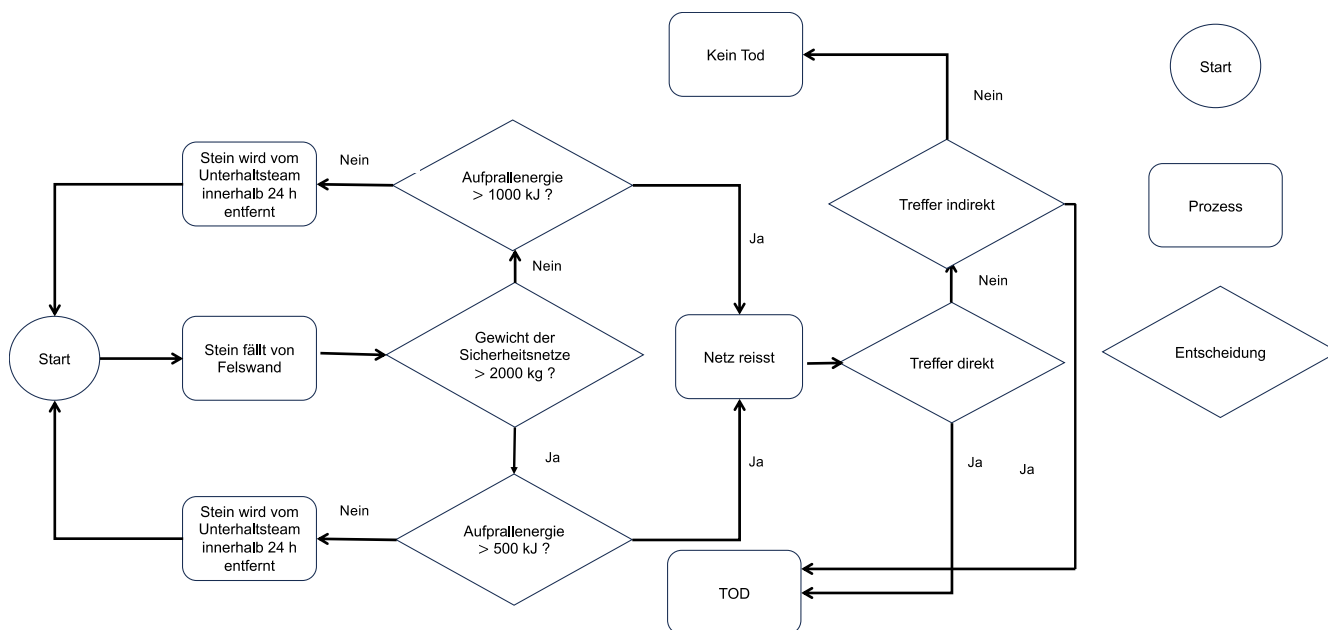 Kein Tod
Start
Nein
Stein wird vom
Unterhaltsteam
innerhalb 24 h
entfernt
Nein
Aufprallenergie
> 1000 kJ ?
Treffer indirekt
Prozess
Ja
Nein
Nein
Start
Stein fällt von
Felswand
Gewicht der
Sicherheitsnetze
> 2000 kg ?
Netz reisst
Treffer direkt
Entscheidung
Ja
Ja
Ja
Ja
Stein wird vom
Unterhaltsteam
innerhalb 24 h
entfernt
Nein
Aufprallenergie
> 500 kJ ?
TOD